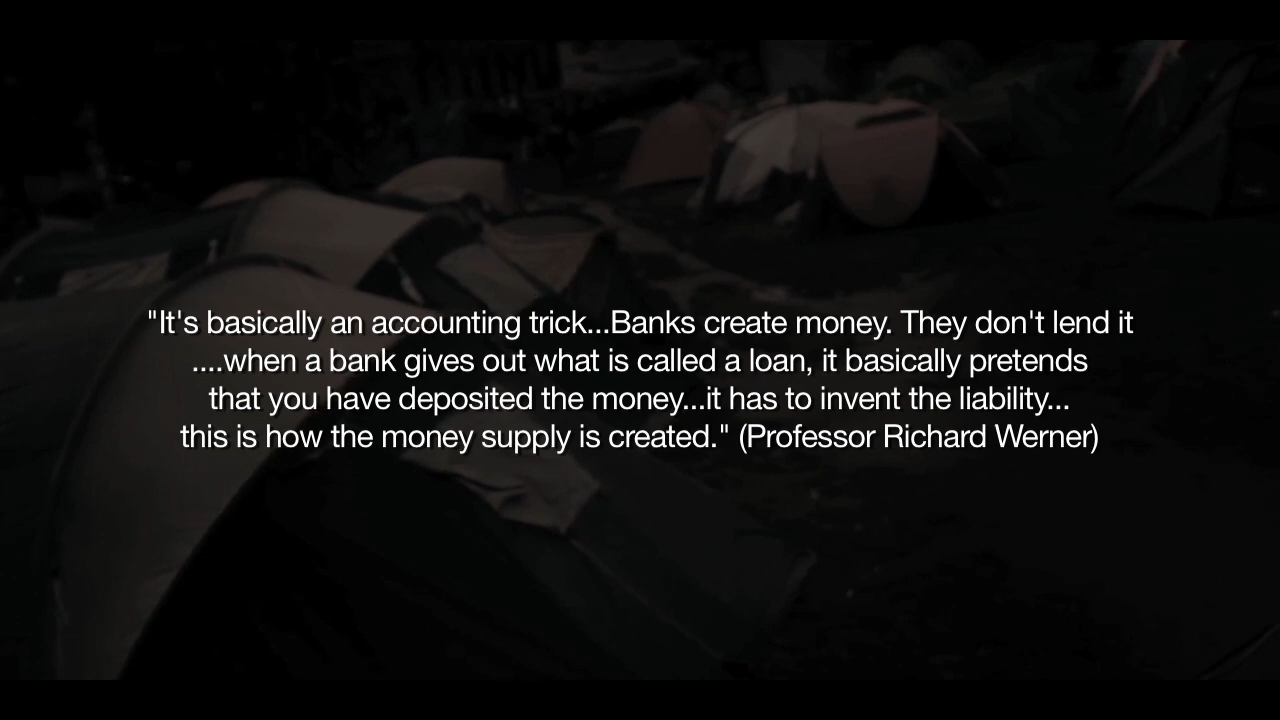 "It's basically an accounting trick...Banks create money. They don't lend it
....when a bank gives out what is called a loan, it basically pretends
that you have deposited the money...it has to invent the liability...
this is how the money supply is created." (Professor Richard Werner)